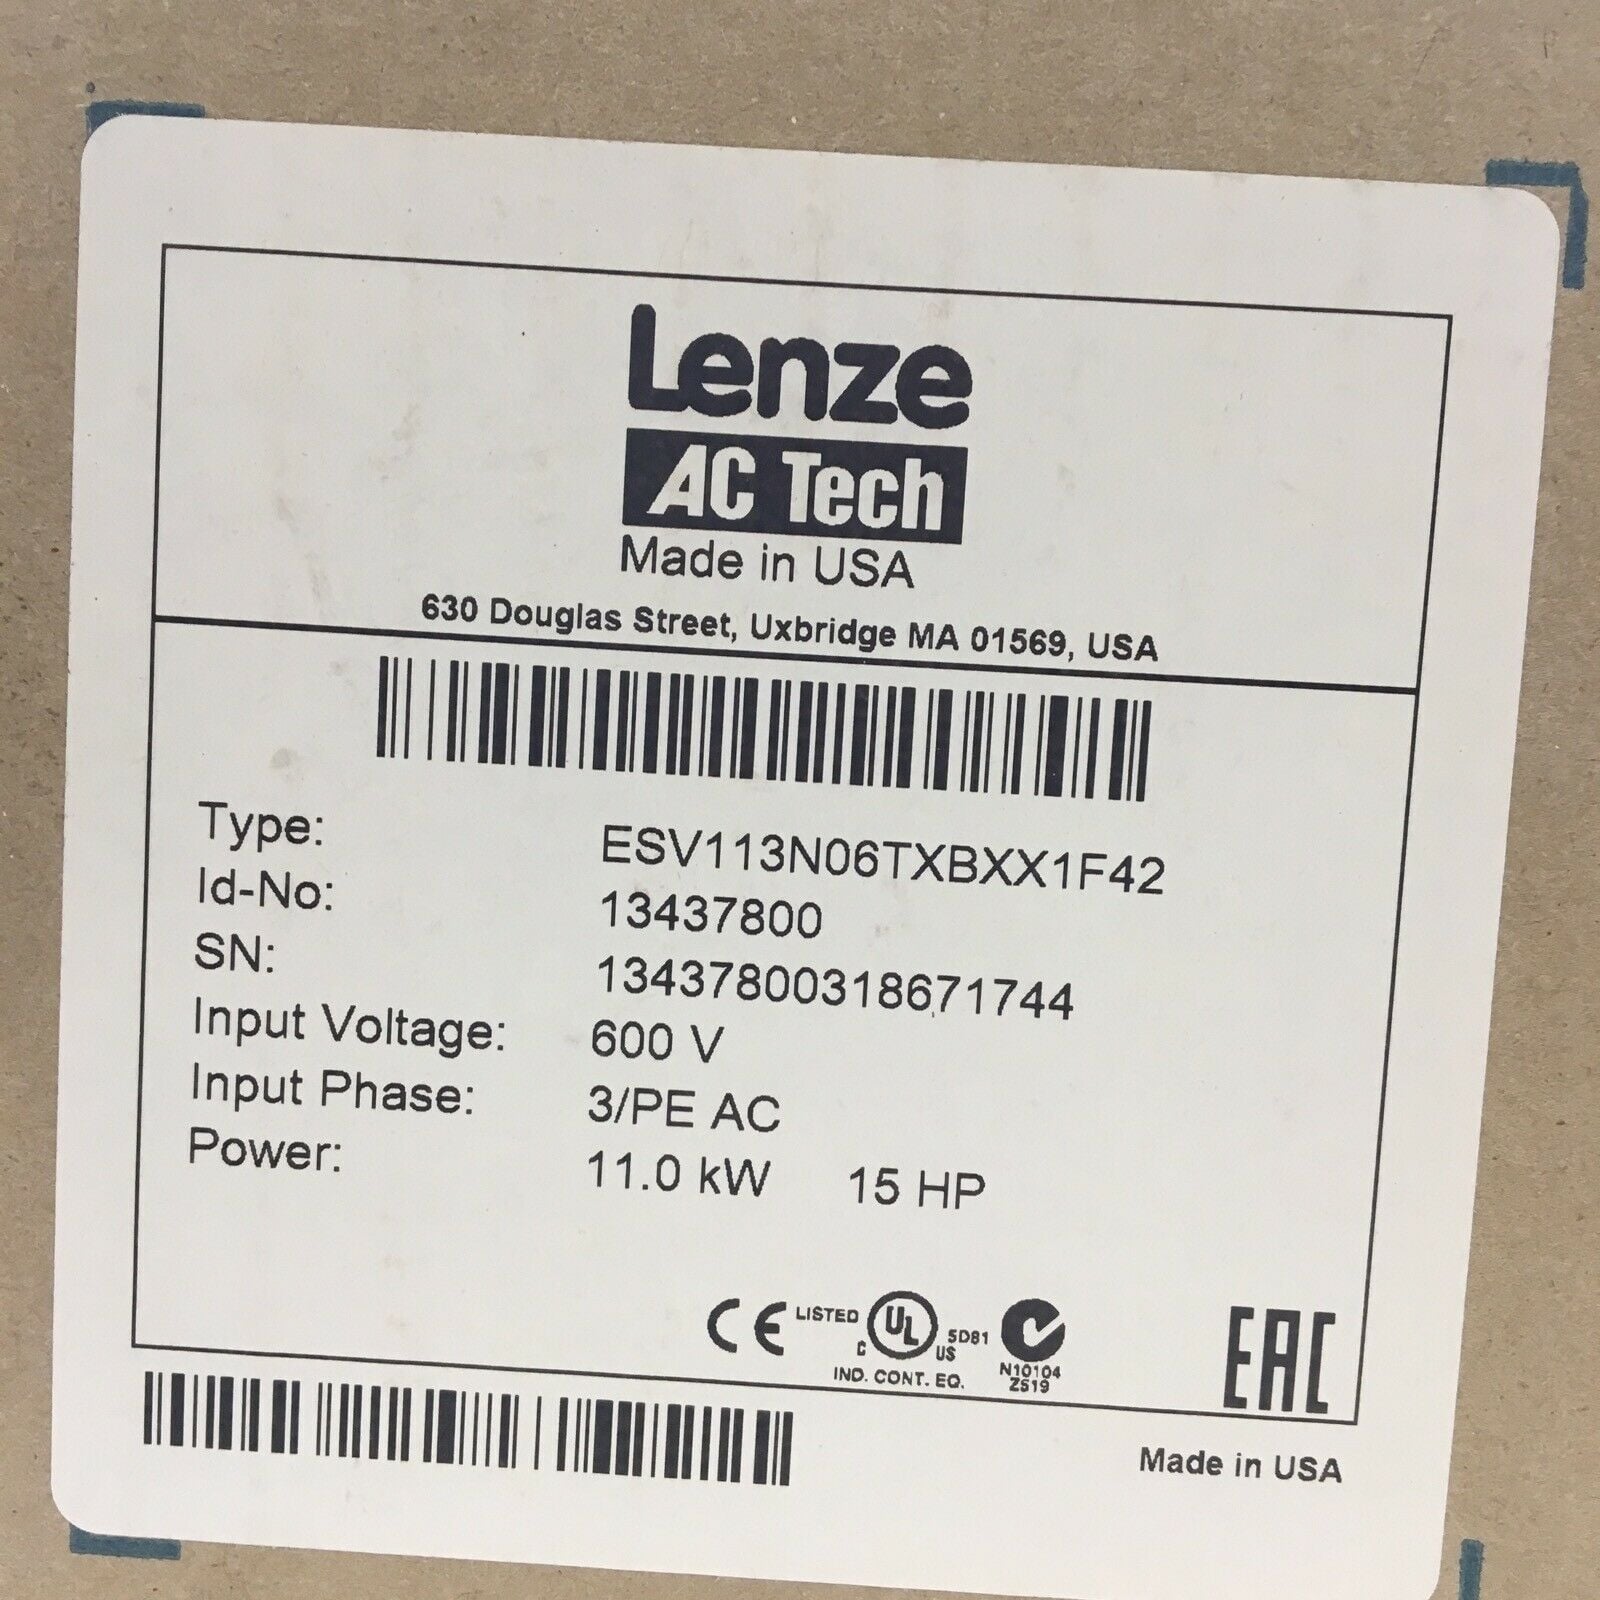 Lenze
AC Tech
Made in USA
630 Douglas Street, Uxbridge MA 01569, USA
Type: ESV113N06TXBXX1F42
Id-No: 13437800
SN: 13437800318671744
Input Voltage: 600 V
Input Phase: 3/PE AC
Power: 11.0 kW 15 HP
CE LISTED C UL US 5D81 EAC
IND. CONT. EQ. N10104
Z519
Made in USA